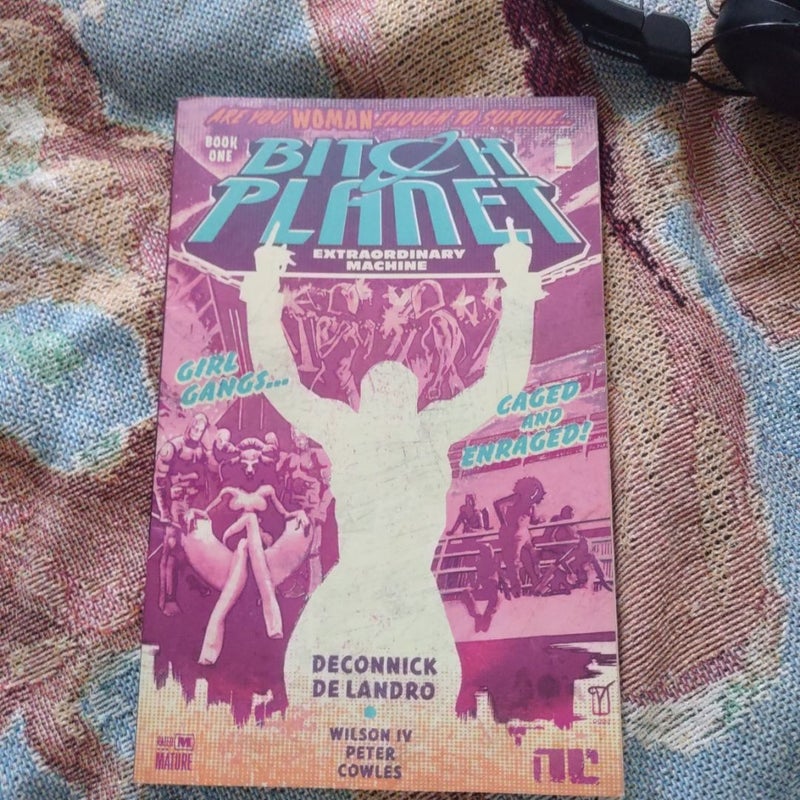 ARE YOU WOMAN ENOUGH TO SURVIVE...
BOOK
ONE
BITCH
PLANET
EXTRAORDINARY
MACHINE
GIRL
GANGS...
CAGED
AND
ENRAGED!
DECONNICK
DE LANDRO
WILSON IV
PETER
COWLES
RATED M
MATURE